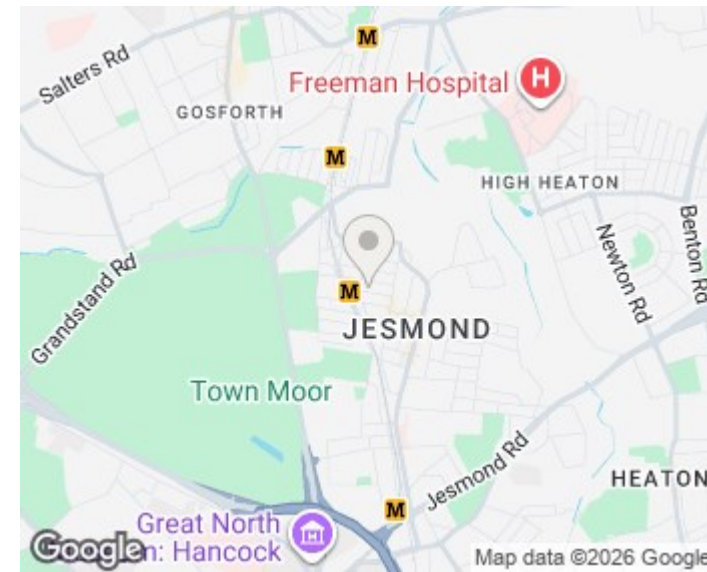 M
Salters Rd
Freeman Hospital H
GOSFORTH
M
HIGH HEATON
Benton Rd
Newton Rd
Grandstand Rd
M
JESMOND
Town Moor
Jesmond Rd
HEATON
M
Great North
m: Hancock
Google
Map data ©2026 Google